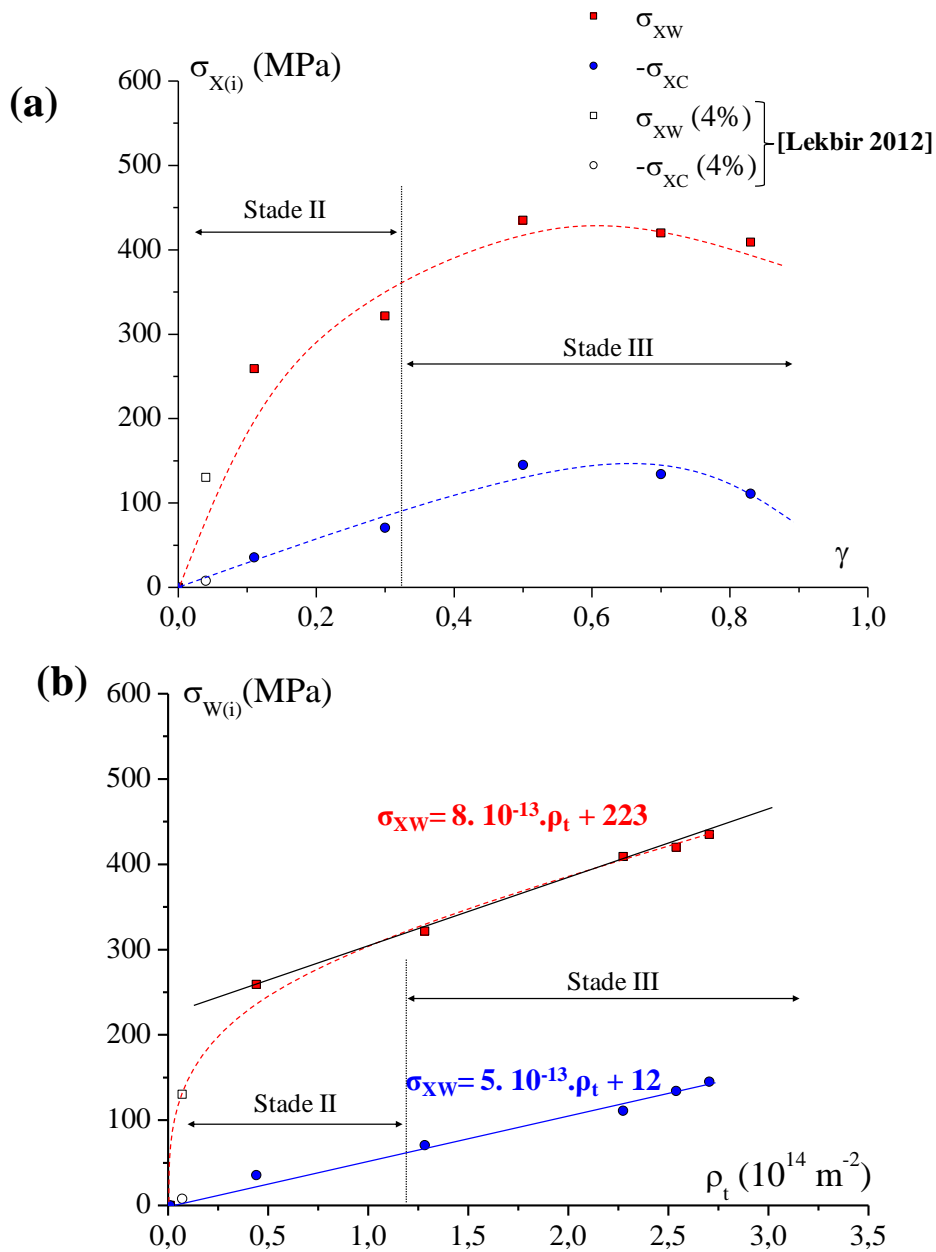 σXW
-σXC
σXW (4%)
-σXC (4%)
[Lekbir 2012]
(a)
σX(i) (MPa)
600
500
400
300
200
100
0
Stade II
Stade III
γ
0,0 0,2 0,4 0,6 0,8 1,0
(b)
σW(i)(MPa)
600
500
400
300
200
100
0
σXW= 8. 10-13.ρt + 223
Stade III
σXW= 5. 10-13.ρt + 12
Stade II
ρt (1014 m-2)
0,0 0,5 1,0 1,5 2,0 2,5 3,0 3,5